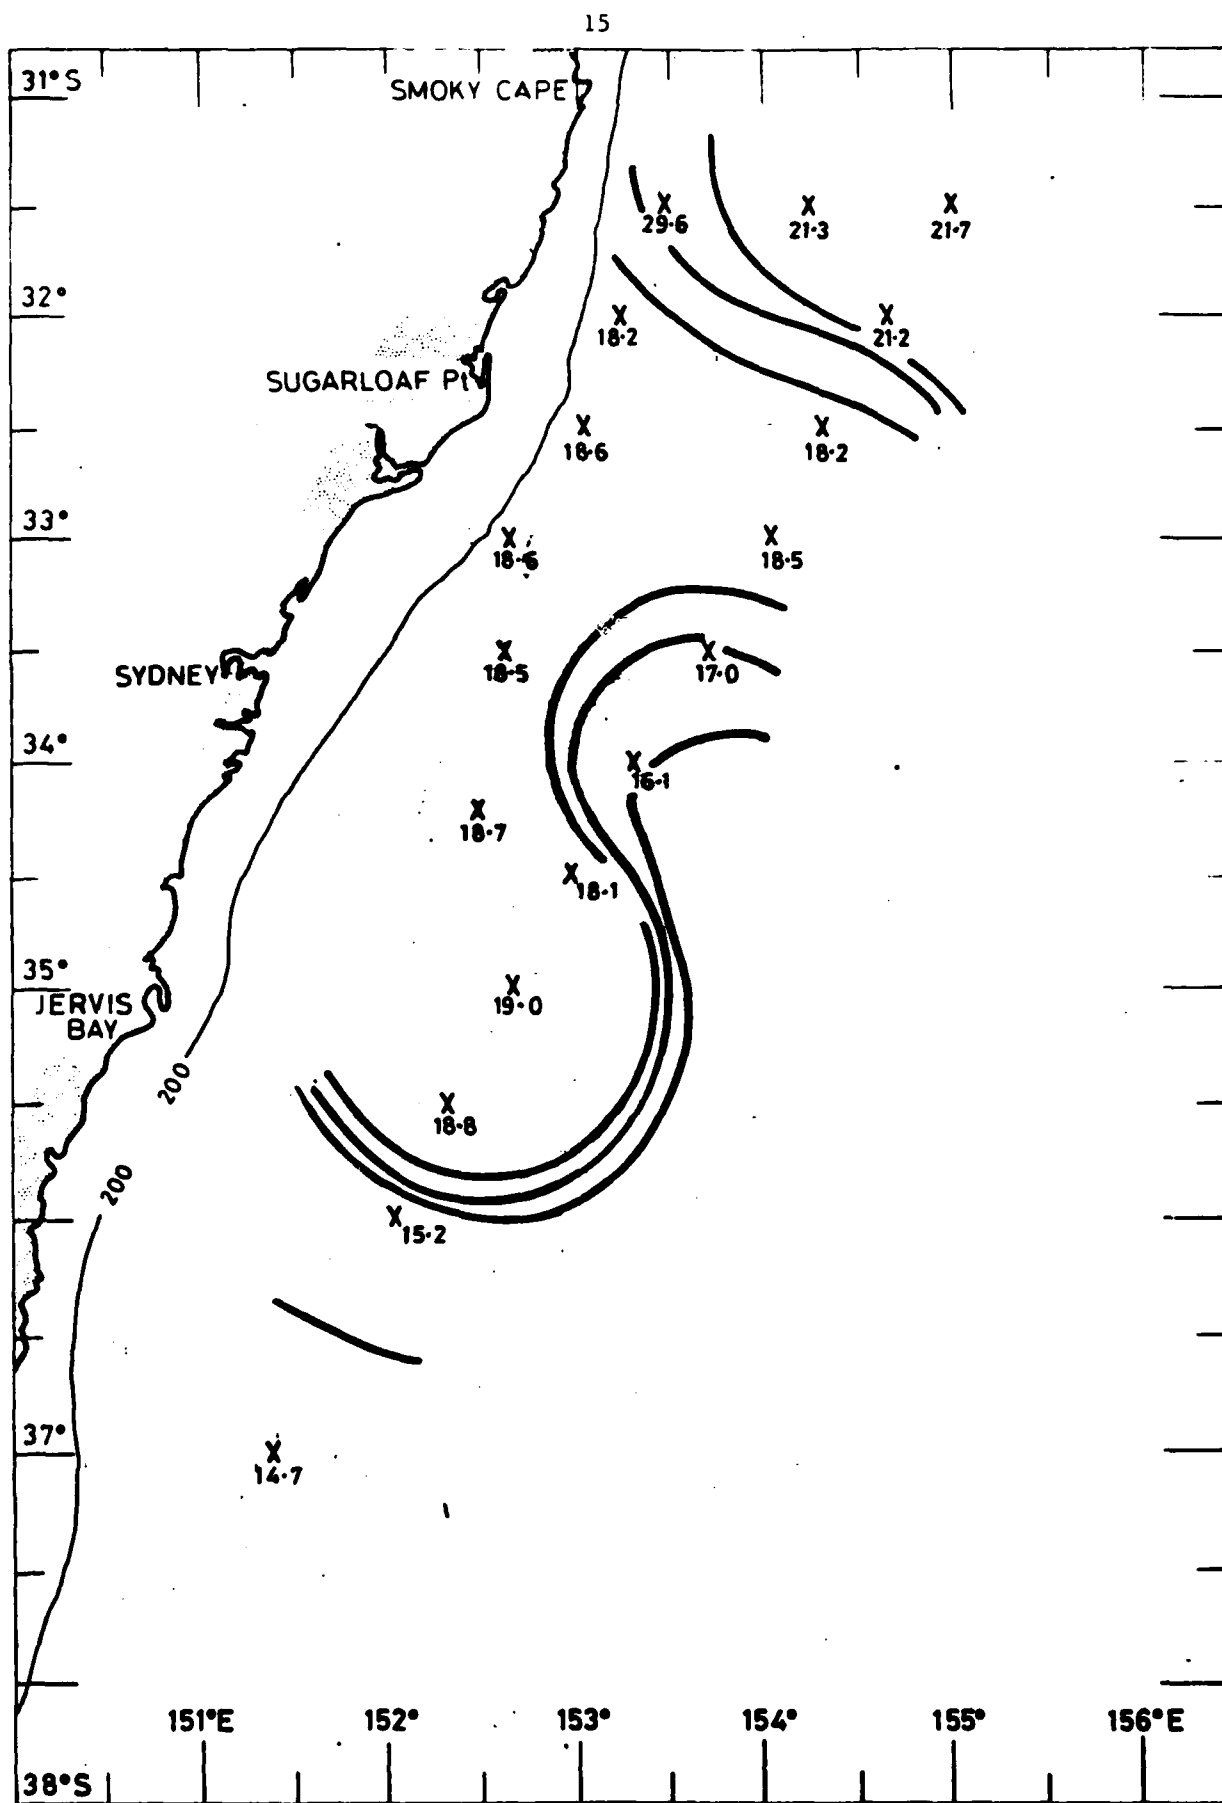 15
31°S
SMOKY CAPE
X X X
29·6 21·3 21·7
32°
X X
18·2 21·2
SUGARLOAF Pt
X X
18·6 18·2
33°
X X
18·6 18·5
X X
SYDNEY 18·5 17·0
34°
X
16·1
X
18·7
X
18·1
35°
X
19·0
JERVIS
BAY
200
X
18·8
200
X
15·2
37°
X
14·7
151°E 152° 153° 154° 155° 156°E
38°S